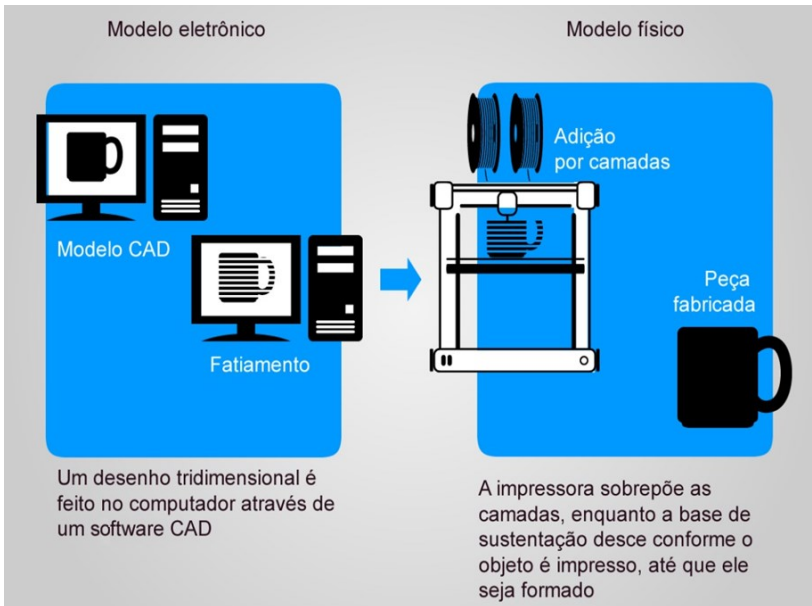 Modelo eletrônico
Modelo CAD
Fatiamento
Um desenho tridimensional é
feito no computador através de
um software CAD
Modelo físico
Adição
por camadas
Peça
fabricada
A impressora sobrepõe as
camadas, enquanto a base de
sustentação desce conforme o
objeto é impresso, até que ele
seja formado